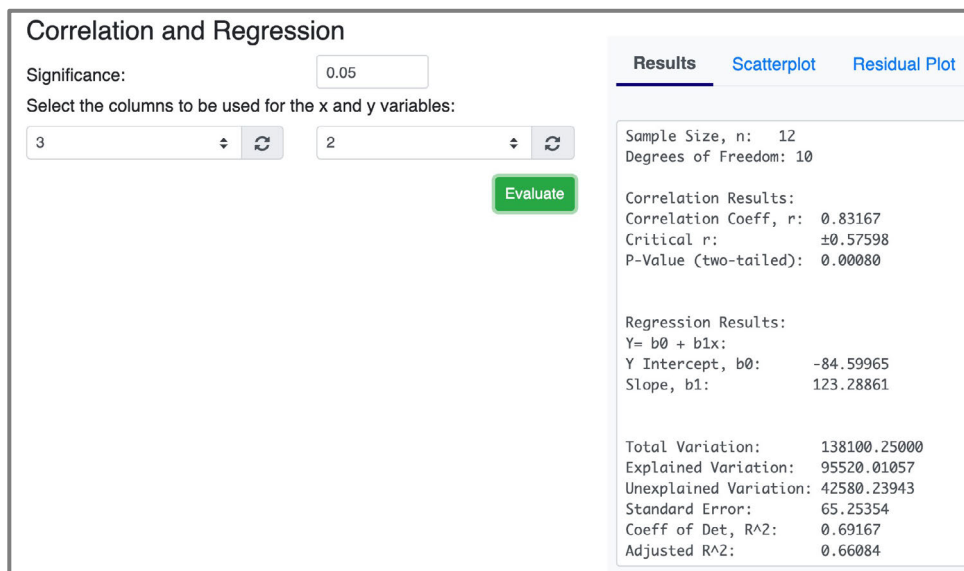 Correlation and Regression
Significance:
0.05
Select the columns to be used for the x and y variables:
3
2
Evaluate
Results Scatterplot Residual Plot
Sample Size, n: 12
Degrees of Freedom: 10
Correlation Results:
Correlation Coeff, r: 0.83167
Critical r: ±0.57598
P-Value (two-tailed): 0.00080
Regression Results:
Y= b0 + b1x:
Y Intercept, b0: -84.59965
Slope, b1: 123.28861
Total Variation: 138100.25000
Explained Variation: 95520.01057
Unexplained Variation: 42580.23943
Standard Error: 65.25354
Coeff of Det, R^2: 0.69167
Adjusted R^2: 0.66084